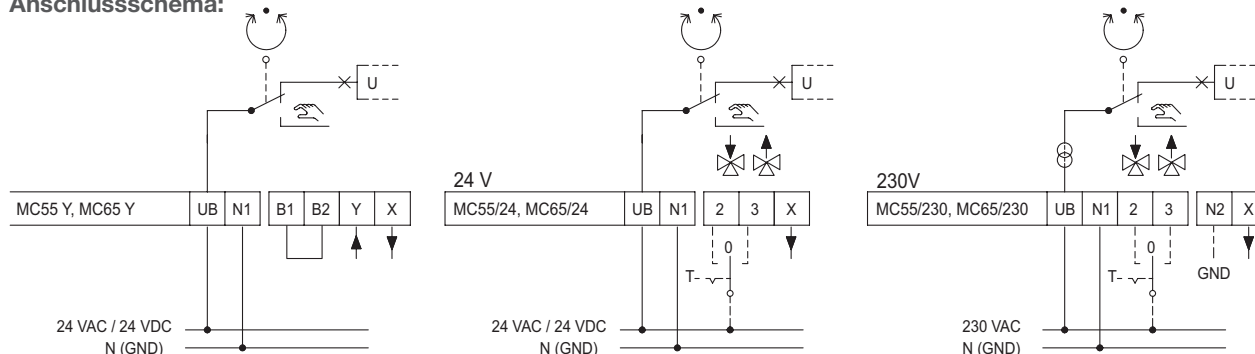 Anschlussschema:
U
MC55 Y, MC65 Y UB N1 B1 B2 Y X
24 VAC / 24 VDC
N (GND)
U
24 V
MC55/24, MC65/24 UB N1 2 3 X
0
T
24 VAC / 24 VDC
N (GND)
U
230V
MC55/230, MC65/230 UB N1 2 3 N2 X
0
T
GND
230 VAC
N (GND)